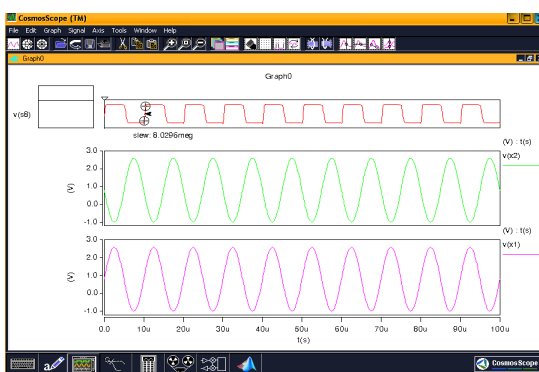 CosmosScope (TM)
File Edit Graph Signal Axis Tools Window Help
Graph0
Graph0
v(s8)
slew: 8.0296meg
(V) : t(s)
v(x2)
3.0
2.0
1.0
0.0
-1.0
(V)
(V) : t(s)
v(x1)
3.0
2.0
1.0
0.0
-1.0
(V)
0.0 10u 20u 30u 40u 50u 60u 70u 80u 90u 100u
t(s)
CosmosScope